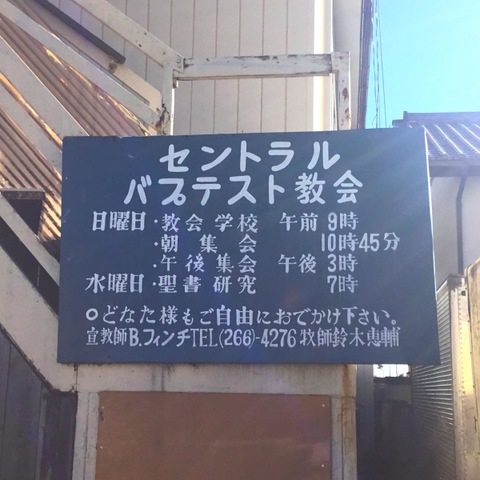 セントラル
バプテスト教会
日曜日・教会学校 午前 9時
・朝集会 10時45分
・午後集会 午後 3時
水曜日・聖書研究 7時
○どなた様もご自由におでかけ下さい。
宣教師B.フィンチTEL(266)-4276牧師鈴木恵輔